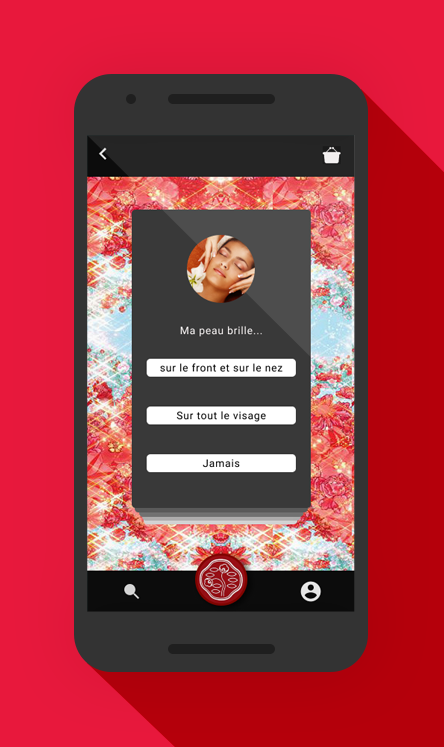 Ma peau brille...
sur le front et sur le nez
Sur tout le visage
Jamais